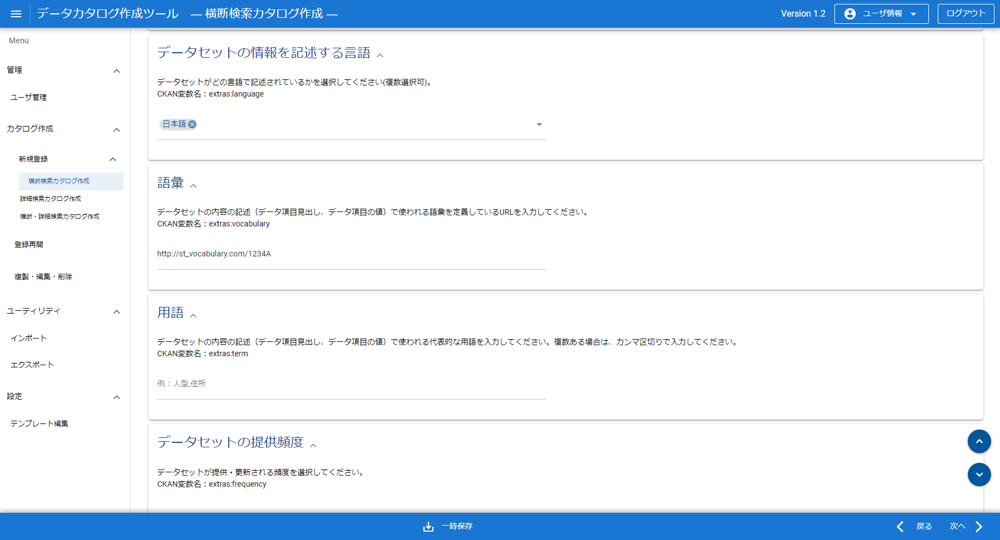 データカタログ作成ツール — 横断検索カタログ作成 —
Version 1.2
ユーザ情報
ログアウト
Menu
管理
ユーザ管理
カタログ作成
新規登録
横断検索カタログ作成
詳細検索カタログ作成
横断・詳細検索カタログ作成
登録再開
複製・編集・削除
ユーティリティ
インポート
エクスポート
設定
テンプレート編集
データセットの情報を記述する言語
データセットがどの言語で記述されているかを選択してください(複数選択可)。
CKAN変数名：extras:language
日本語
語彙
データセットの内容の記述（データ項目見出し、データ項目の値）で使われる語彙を定義しているURLを入力してください。
CKAN変数名：extras:vocabulary
http://st_vocabulary.com/1234A
用語
データセットの内容の記述（データ項目見出し、データ項目の値）で使われる代表的な用語を入力してください。複数ある場合は、カンマ区切りで入力してください。
CKAN変数名：extras:term
例：人型,住所
データセットの提供頻度
データセットが提供・更新される頻度を選択してください。
CKAN変数名：extras:frequency
一時保存
戻る
次へ